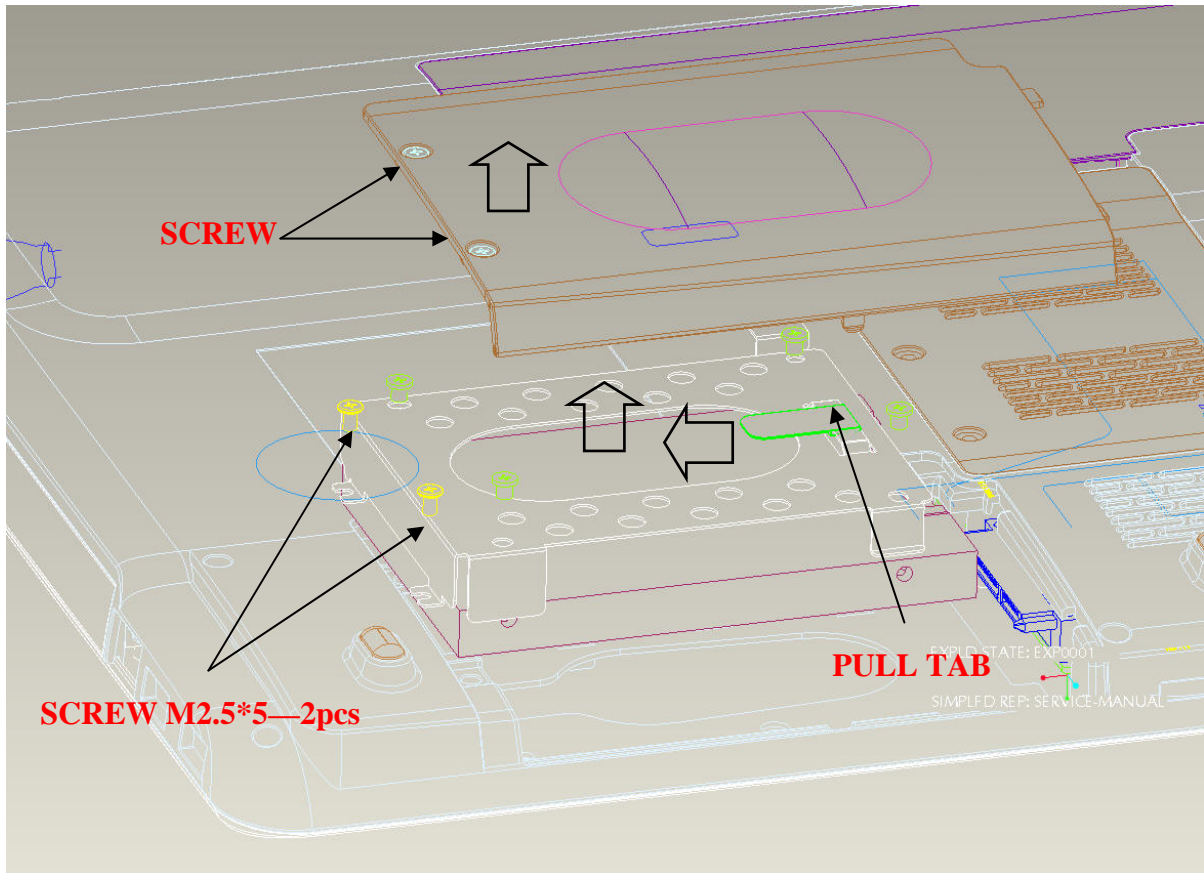 SCREW
PULL TAB
EXPLD STATE: EXP0001
SIMPLFD REP: SERVICE-MANUAL
SCREW M2.5*5—2pcs